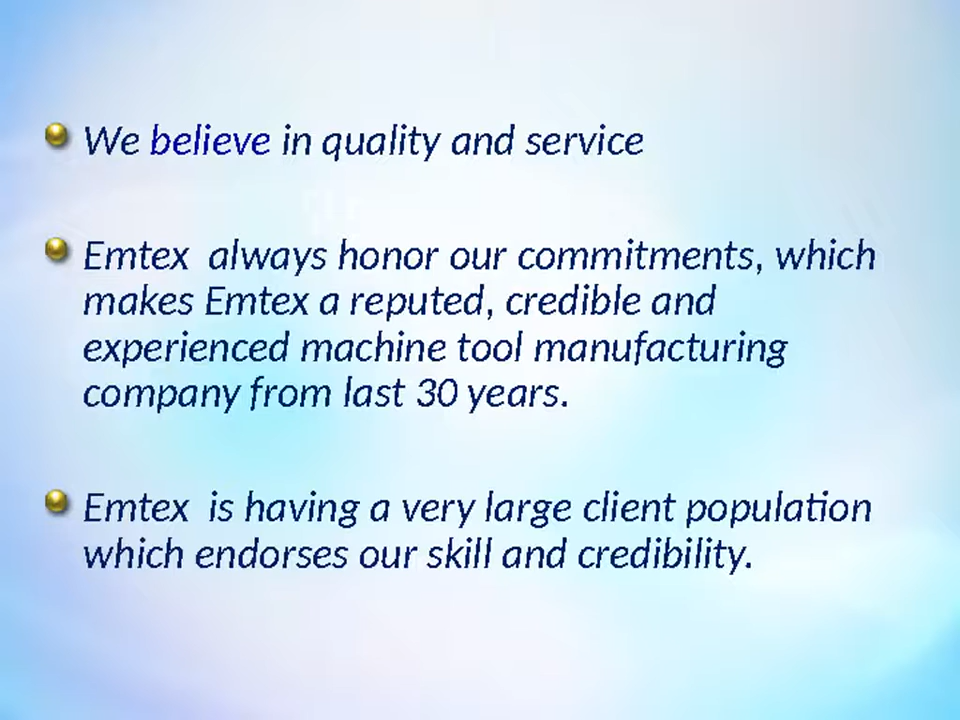 We believe in quality and service
Emtex always honor our commitments, which
makes Emtex a reputed, credible and
experienced machine tool manufacturing
company from last 30 years.
Emtex is having a very large client population
which endorses our skill and credibility.